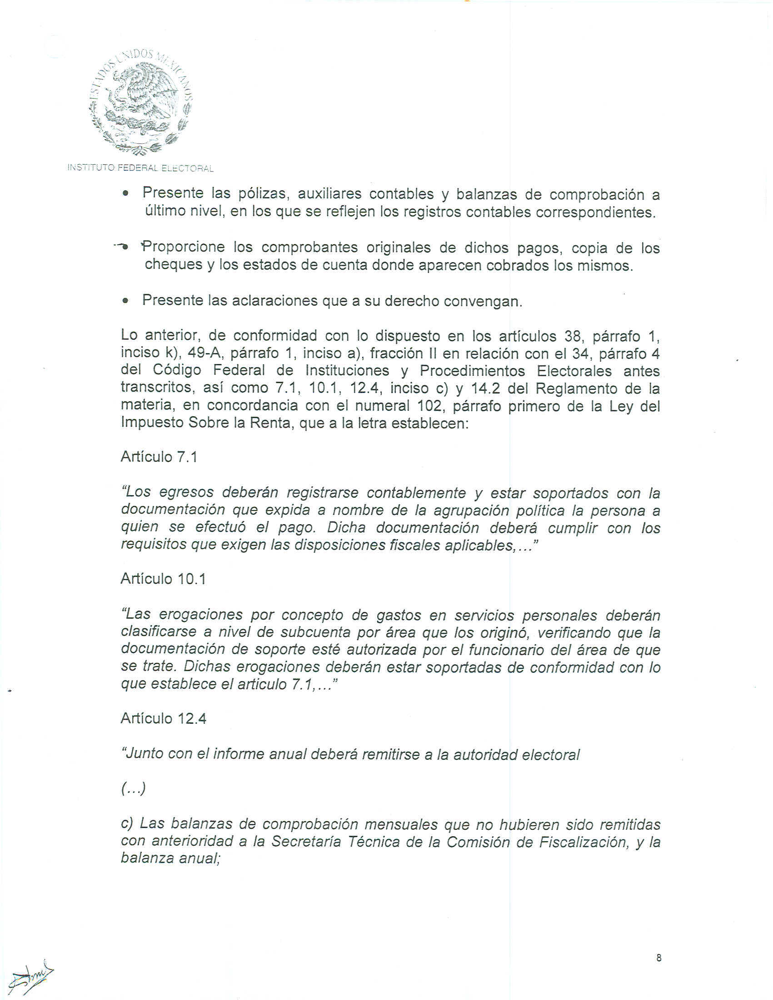 ESTADOS UNIDOS MEXICANOS
INSTITUTO FEDERAL ELECTORAL
• Presente las pólizas, auxiliares contables y balanzas de comprobación a
último nivel, en los que se reflejen los registros contables correspondientes.
• Proporcione los comprobantes originales de dichos pagos, copia de los
cheques y los estados de cuenta donde aparecen cobrados los mismos.
• Presente las aclaraciones que a su derecho convengan.
Lo anterior, de conformidad con lo dispuesto en los artículos 38, párrafo 1,
inciso k), 49-A, párrafo 1, inciso a), fracción II en relación con el 34, párrafo 4
del Código Federal de Instituciones y Procedimientos Electorales antes
transcritos, así como 7.1, 10.1, 12.4, inciso c) y 14.2 del Reglamento de la
materia, en concordancia con el numeral 102, párrafo primero de la Ley del
Impuesto Sobre la Renta, que a la letra establecen:
Artículo 7.1
“Los egresos deberán registrarse contablemente y estar soportados con la
documentación que expida a nombre de la agrupación política la persona a
quien se efectuó el pago. Dicha documentación deberá cumplir con los
requisitos que exigen las disposiciones fiscales aplicables,...”
Artículo 10.1
“Las erogaciones por concepto de gastos en servicios personales deberán
clasificarse a nivel de subcuenta por área que los originó, verificando que la
documentación de soporte esté autorizada por el funcionario del área de que
se trate. Dichas erogaciones deberán estar soportadas de conformidad con lo
que establece el articulo 7.1,...”
Artículo 12.4
“Junto con el informe anual deberá remitirse a la autoridad electoral
(...)
c) Las balanzas de comprobación mensuales que no hubieren sido remitidas
con anterioridad a la Secretaría Técnica de la Comisión de Fiscalización, y la
balanza anual;
8